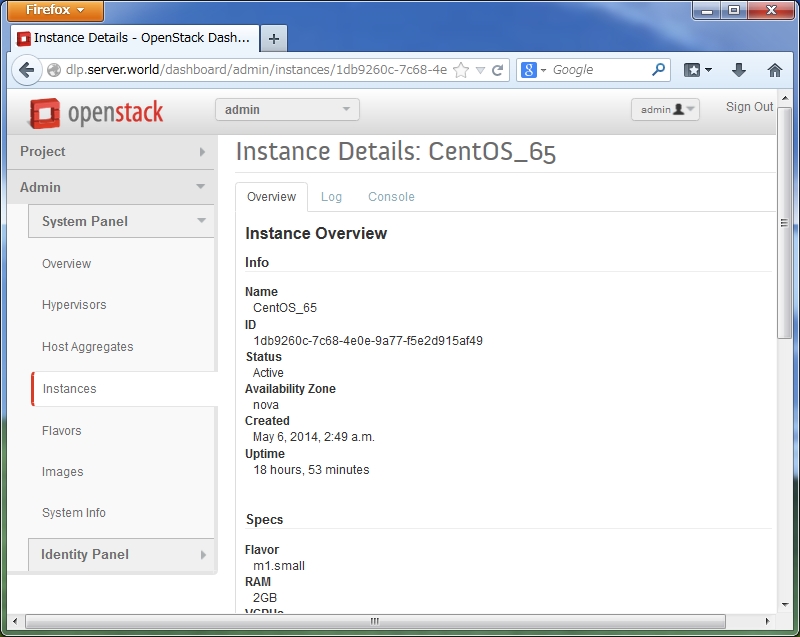 Firefox
Instance Details - OpenStack Dash...
dlp.server.world/dashboard/admin/instances/1db9260c-7c68-4e
Google
openstack
admin
admin
Sign Out
Project
Admin
System Panel
Overview
Hypervisors
Host Aggregates
Instances
Flavors
Images
System Info
Identity Panel
Instance Details: CentOS_65
Overview Log Console
Instance Overview
Info
Name
CentOS_65
ID
1db9260c-7c68-4e0e-9a77-f5e2d915af49
Status
Active
Availability Zone
nova
Created
May 6, 2014, 2:49 a.m.
Uptime
18 hours, 53 minutes
Specs
Flavor
m1.small
RAM
2GB
VCPUs